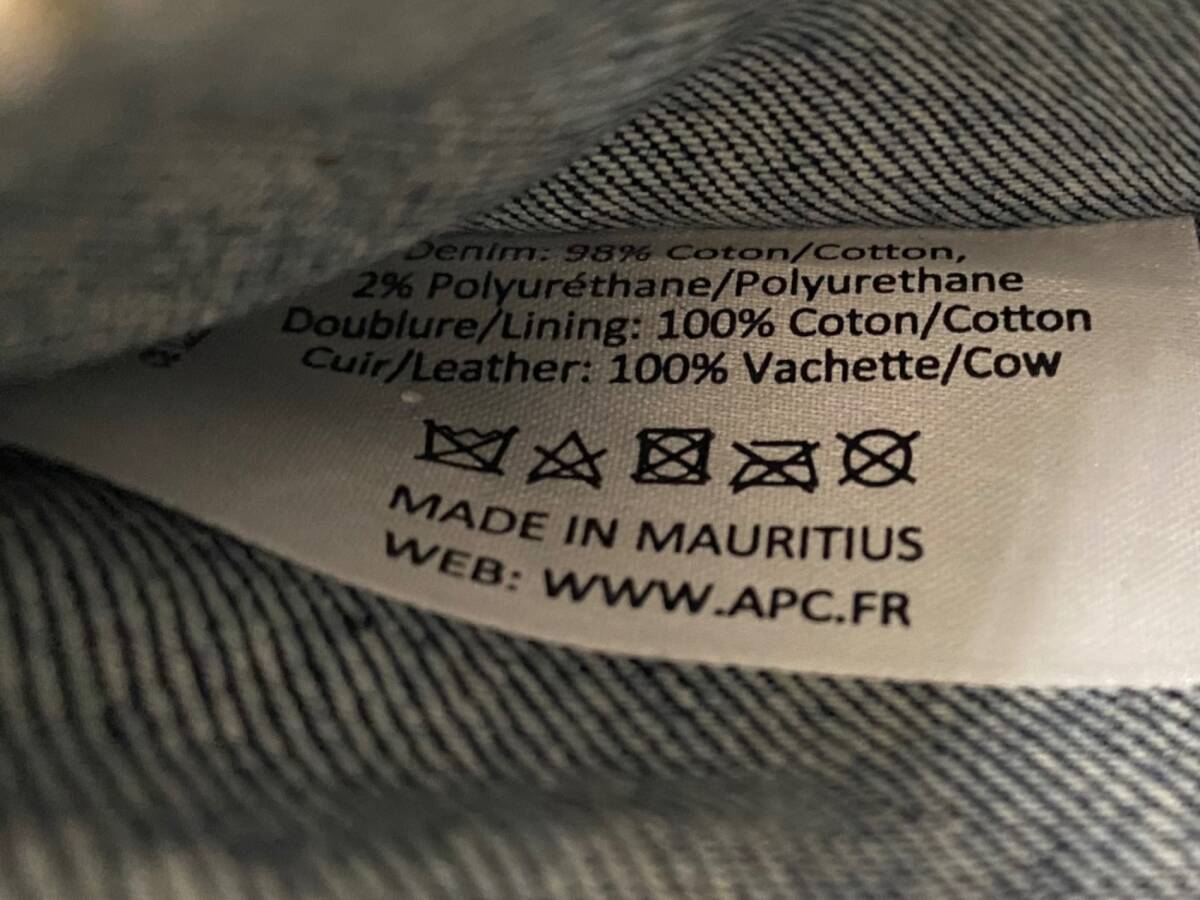 Denim: 98% Coton/Cotton,
2% Polyuréthane/Polyurethane
Doublure/Lining: 100% Coton/Cotton
Cuir/Leather: 100% Vachette/Cow
MADE IN MAURITIUS
WEB: WWW.APC.FR